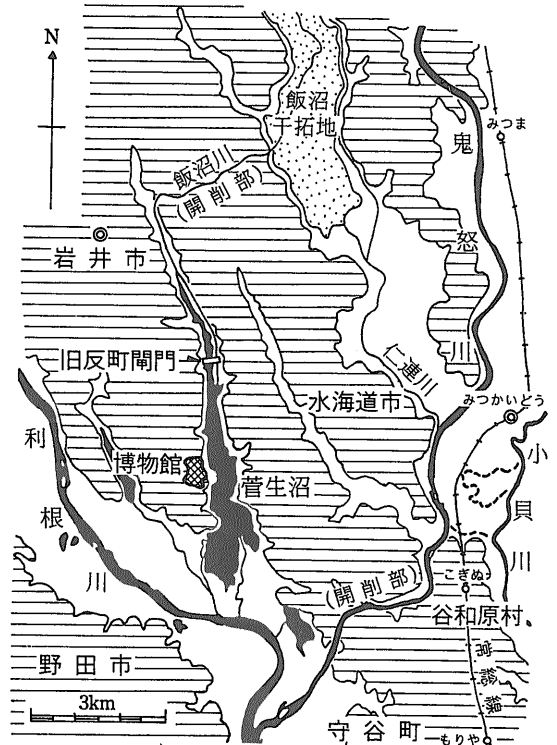 N
飯沼
干拓地
みつま
鬼怒川
飯沼川
(開削部)
岩井市
旧反町閘門
仁連川
みつかいどう
水海道市
利根川
博物館
菅生沼
小貝川
(開削部)
こぎぬ
谷和原村
野田市
常総線
3km
守谷町
もりや